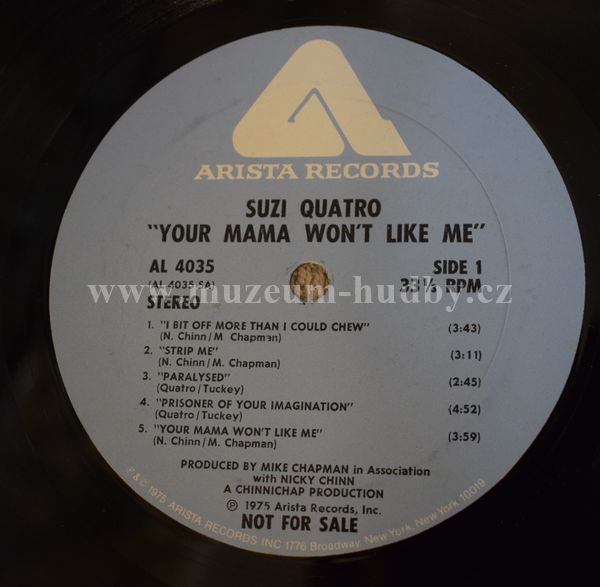 ARISTA RECORDS
SUZI QUATRO
"YOUR MAMA WON'T LIKE ME"
AL 4035 SIDE 1
(AL 4035 SA) 33⅓ RPM
STEREO
www.muzeum-hudby.cz
1. "I BIT OFF MORE THAN I COULD CHEW" (3:43)
(N. Chinn/M. Chapman)
2. "STRIP ME" (3:11)
(N. Chinn/M. Chapman)
3. "PARALYSED" (2:45)
(Quatro/Tuckey)
4. "PRISONER OF YOUR IMAGINATION" (4:52)
(Quatro/Tuckey)
5. "YOUR MAMA WON'T LIKE ME" (3:59)
(N. Chinn/M. Chapman)
PRODUCED BY MIKE CHAPMAN in Association
with NICKY CHINN
A CHINNICHAP PRODUCTION
℗ 1975 Arista Records, Inc.
NOT FOR SALE
P & © 1975 ARISTA RECORDS INC 1776 Broadway, New York, New York 10019